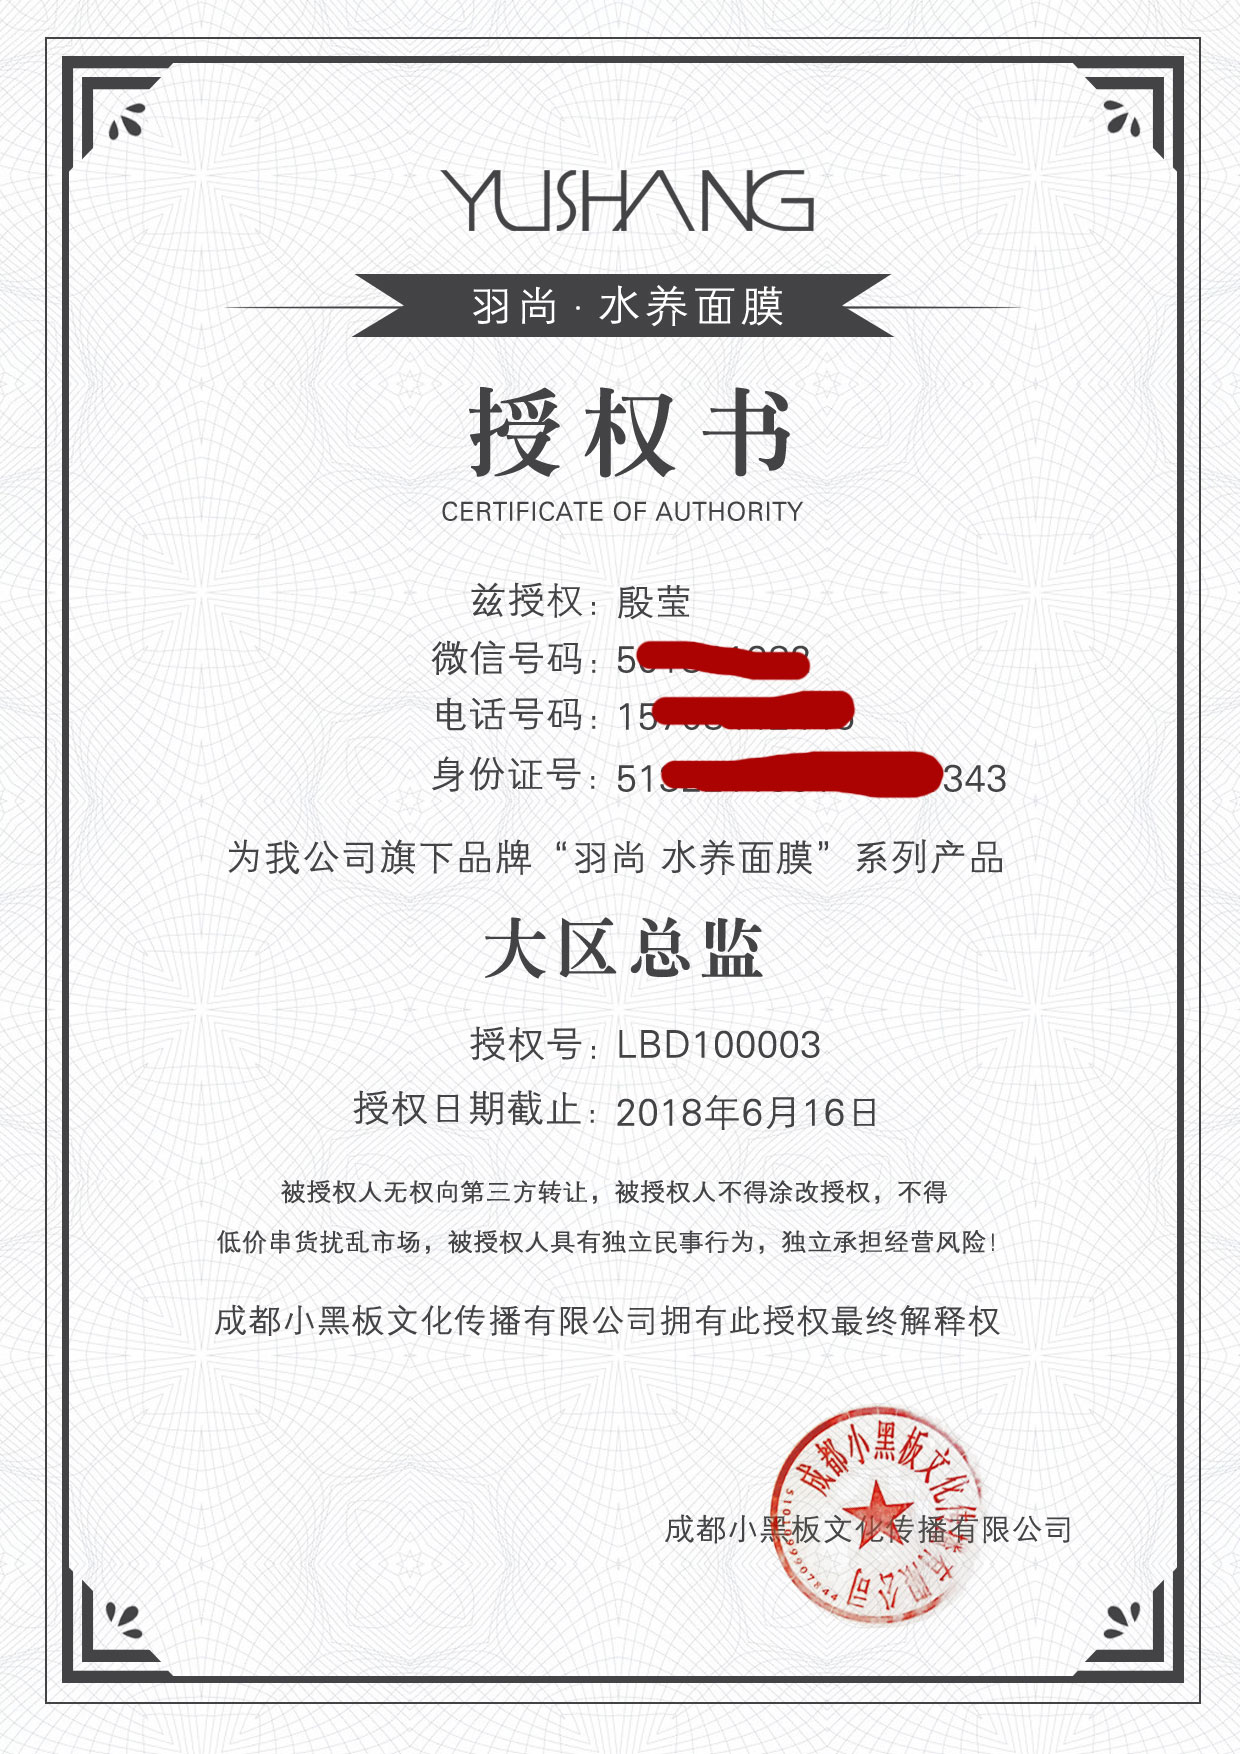 YUSHANG
羽尚·水养面膜
授权书
CERTIFICATE OF AUTHORITY
兹授权：殷莹
微信号码：5
电话号码：15
身份证号：51 343
为我公司旗下品牌“羽尚 水养面膜”系列产品
大区总监
授权号：LBD100003
授权日期截止：2018年6月16日
被授权人无权向第三方转让，被授权人不得涂改授权，不得
低价串货扰乱市场，被授权人具有独立民事行为，独立承担经营风险！
成都小黑板文化传播有限公司拥有此授权最终解释权
成都小黑板文化传播有限公司
成都小黑板文化传播有限公司